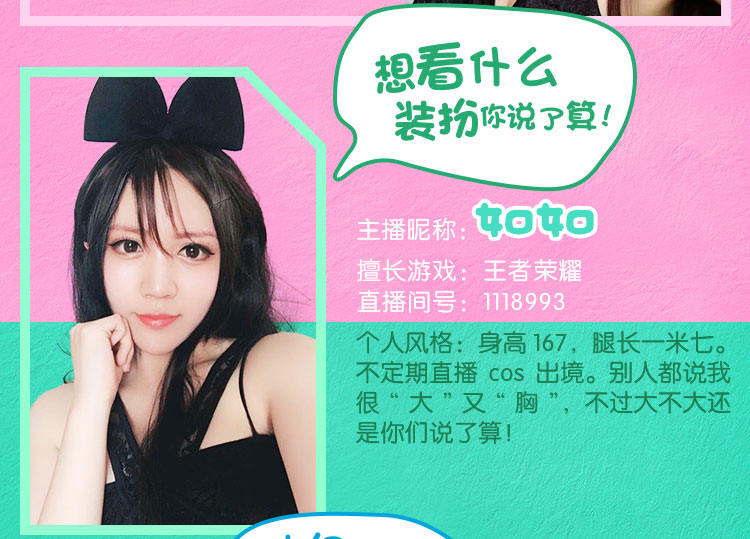 想看什么
装扮你说了算!
主播昵称: 如如
擅长游戏: 王者荣耀
直播间号: 1118993
个人风格: 身高167, 腿长一米七。
不定期直播 cos 出境。别人都说我
很“大”又“胸”, 不过大不大还
是你们说了算!